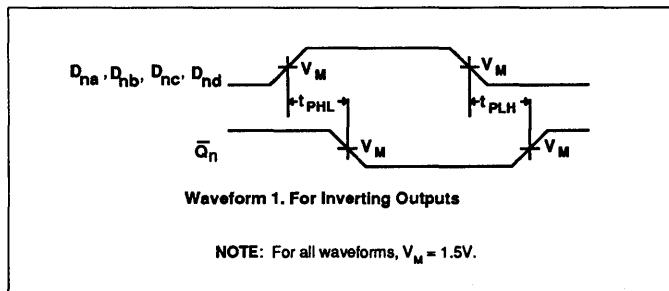 Dna, Dnb, Dnc, Dnd
VM
VM
tPHL
tPLH
Q̅n
VM
VM
Waveform 1. For Inverting Outputs
NOTE: For all waveforms, VM = 1.5V.